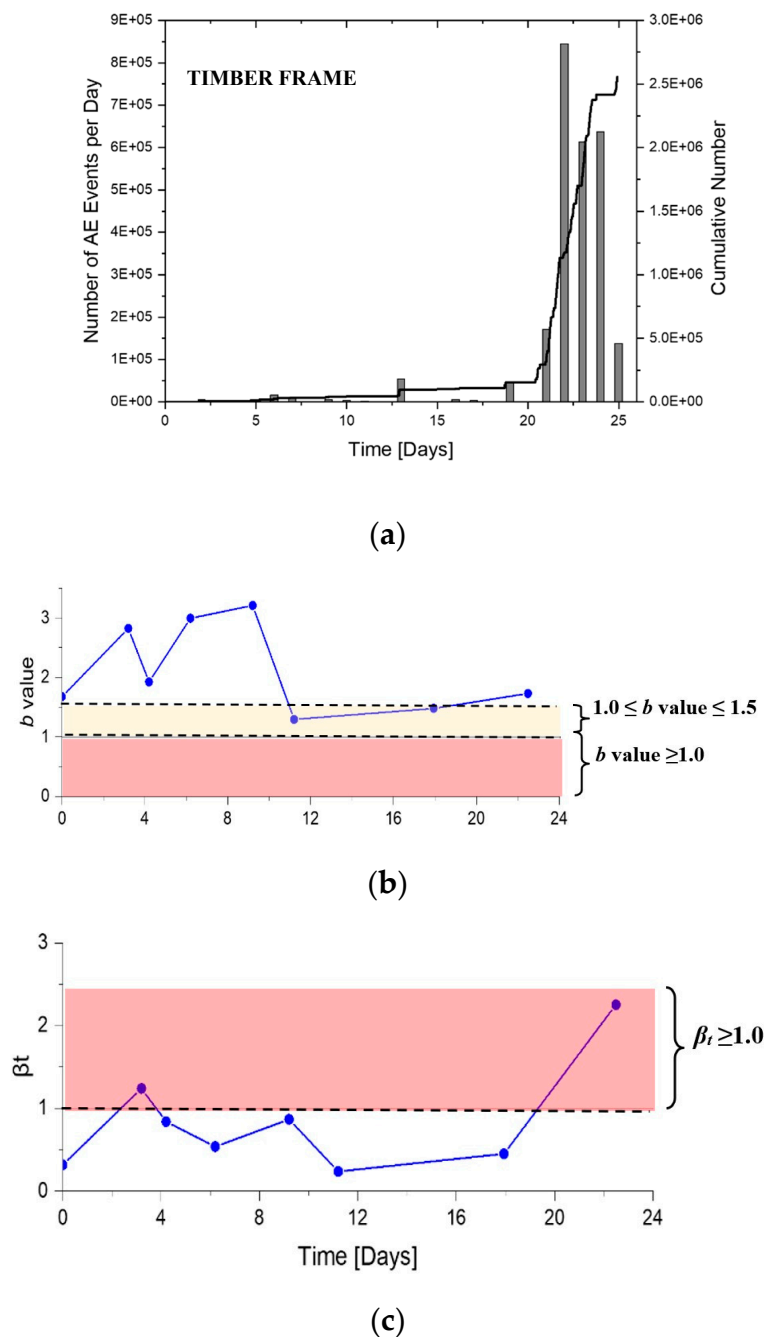 TIMBER FRAME
Number of AE Events per Day
9E+05
8E+05
7E+05
6E+05
5E+05
4E+05
3E+05
2E+05
1E+05
0E+00
3.0E+06
2.5E+06
2.0E+06
1.5E+06
1.0E+06
5.0E+05
0.0E+00
Cumulative Number
0 5 10 15 20 25
Time [Days]
(a)
b value
3
2
1
0
0 4 8 12 16 20 24
1.0 ≤ b value ≤ 1.5
b value ≥1.0
(b)
βt
3
2
1
0
βt ≥1.0
0 4 8 12 16 20 24
Time [Days]
(c)